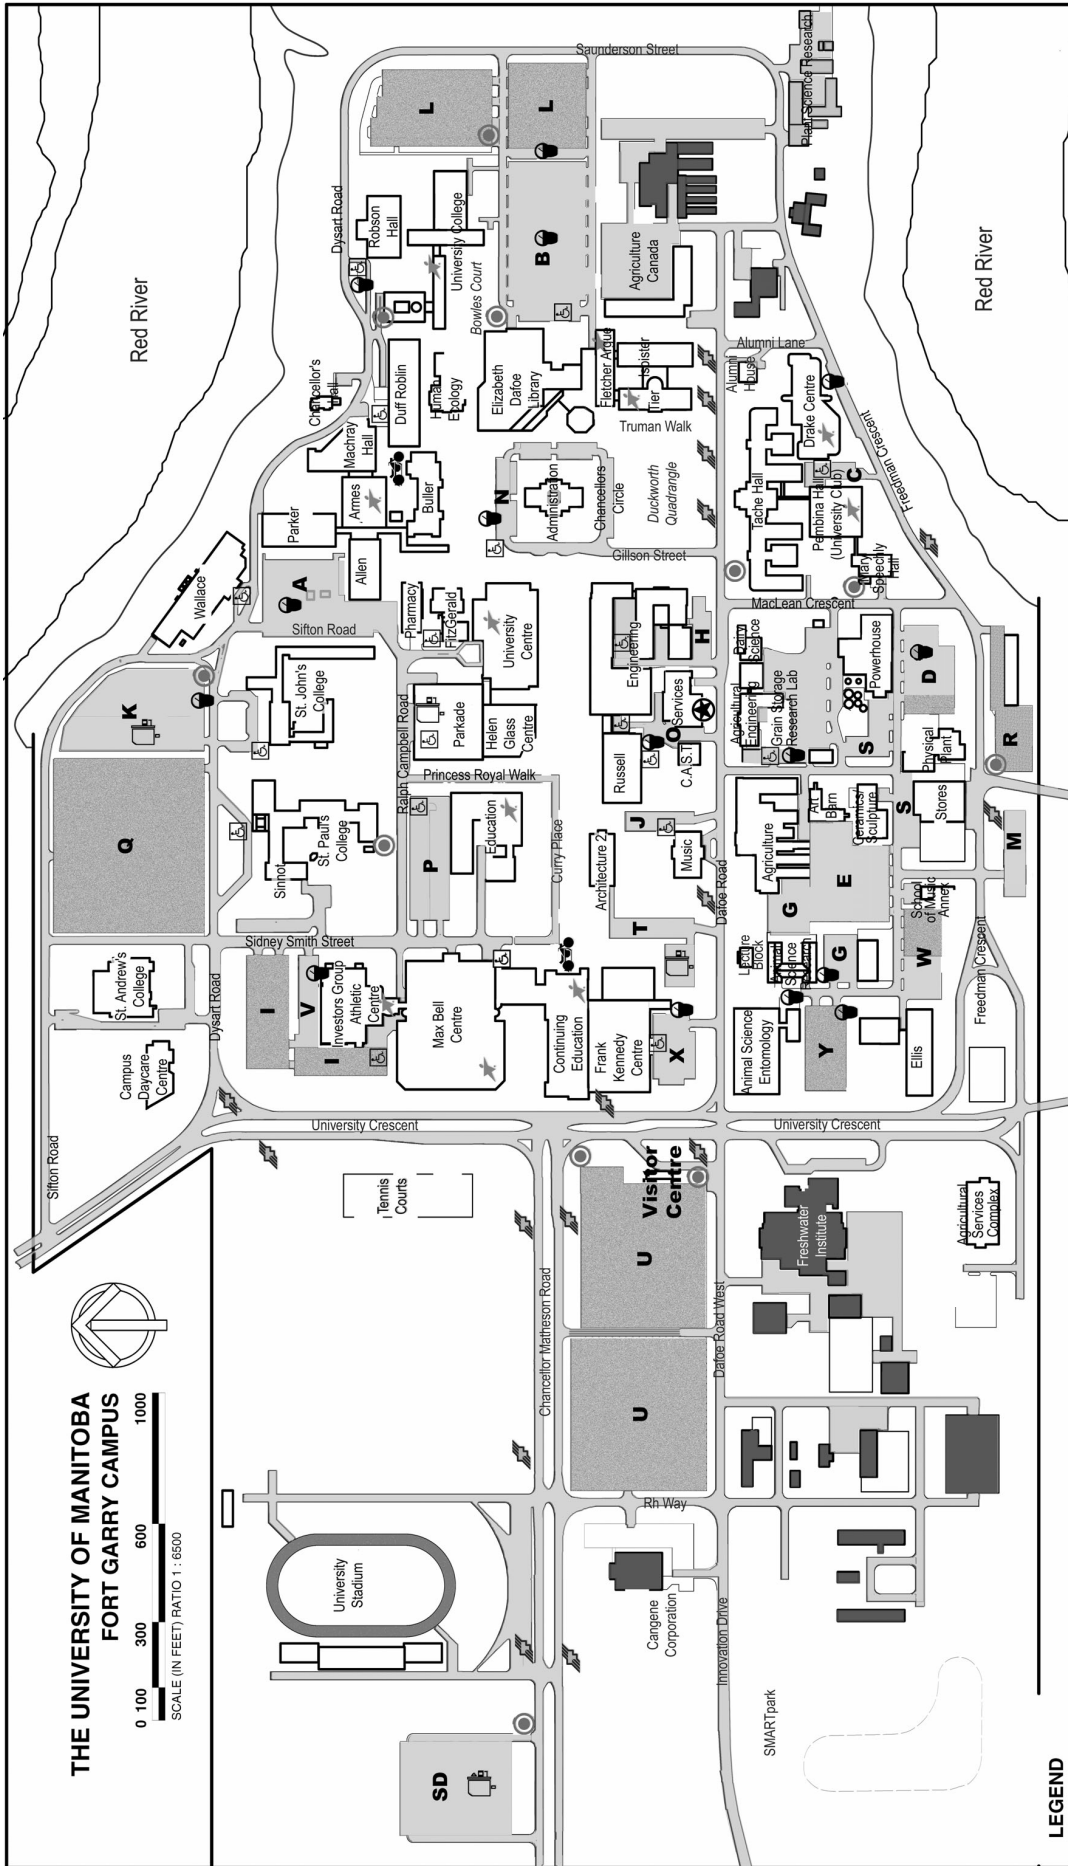 THE UNIVERSITY OF MANITOBA
FORT GARRY CAMPUS
0 100 300 600 1000
SCALE (IN FEET) RATIO 1 : 6500
Sifton Road
Campus
Daycare
Centre
St. Andrew's
College
Q
K
Dysart Road
Wallace
Red River
Tennis
Courts
University Crescent
I
V
I
Investors Group
Athletic
Centre
Sidney Smith Street
Sinnot
St. Paul's
College
St. John's
College
Sifton Road
A
Parker
Allen
Armes
Machray
Hall
Chancellor's
Hall
Duff Roblin
Dysart Road
Robson
Hall
L
L
Saunderson Street
University
Stadium
Max Bell
Centre
P
Education
Ralph Campbell Road
Princess Royal Walk
Parkade
Helen
Glass
Centre
Pharmacy
FitzGerald
University
Centre
Buller
Human
Ecology
University College
Bowles Court
Elizabeth
Dafoe
Library
B
N
Administration
Chancellors
Circle
SD
Chancellor Matheson Road
Continuing
Education
Frank
Kennedy
Centre
X
Curry Place
Architecture 2
T
J
Music
Russell
O
C.A.S.T.
Services
Engineering
H
Gillson Street
Duckworth
Quadrangle
Truman Walk
Fletcher Argue
Tier
Isbister
Agriculture
Canada
Plant Science Research
U
U
Visitor
Centre
Rh Way
Cangene
Corporation
Innovation Drive
Dafoe Road West
Dafoe Road
SMARTpark
Freshwater
Institute
University Crescent
Agricultural
Services
Complex
Animal Science
Entomology
Y
Ellis
Lecture
Block
Animal
Science
Research
G
G
W
School
of Music
Annex
E
Agriculture
Art
Barn
Ceramics/
Sculpture
S
S
Stores
Physical
Plant
Agricultural
Engineering
Dairy
Science
Grain Storage
Research Lab
Powerhouse
D
R
M
MacLean Crescent
Tache Hall
Pembina Hall
(University Club)
Mary
Speechly
Hall
C
Drake Centre
Alumni
House
Alumni Lane
Freedman Crescent
Freedman Crescent
Red River
LEGEND